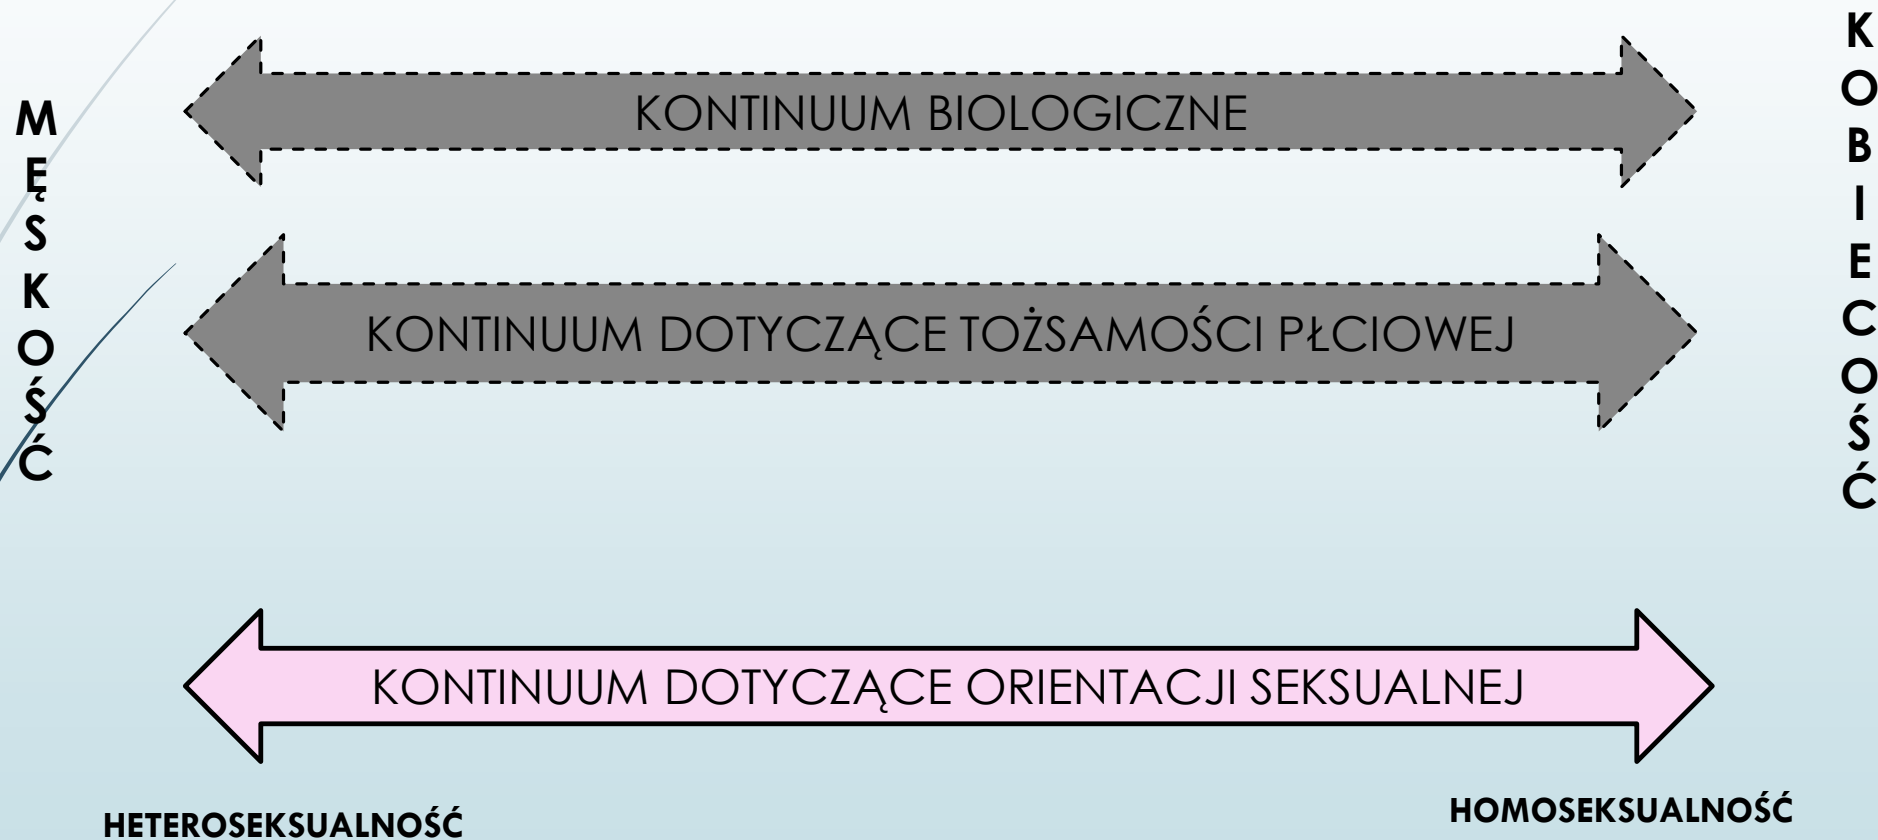 MĘSKOŚĆ
KONTINUUM BIOLOGICZNE
KONTINUUM DOTYCZĄCE TOŻSAMOŚCI PŁCIOWEJ
KOBIECOŚĆ
KONTINUUM DOTYCZĄCE ORIENTACJI SEKSUALNEJ
HETEROSEKSUALNOŚĆ
HOMOSEKSUALNOŚĆ